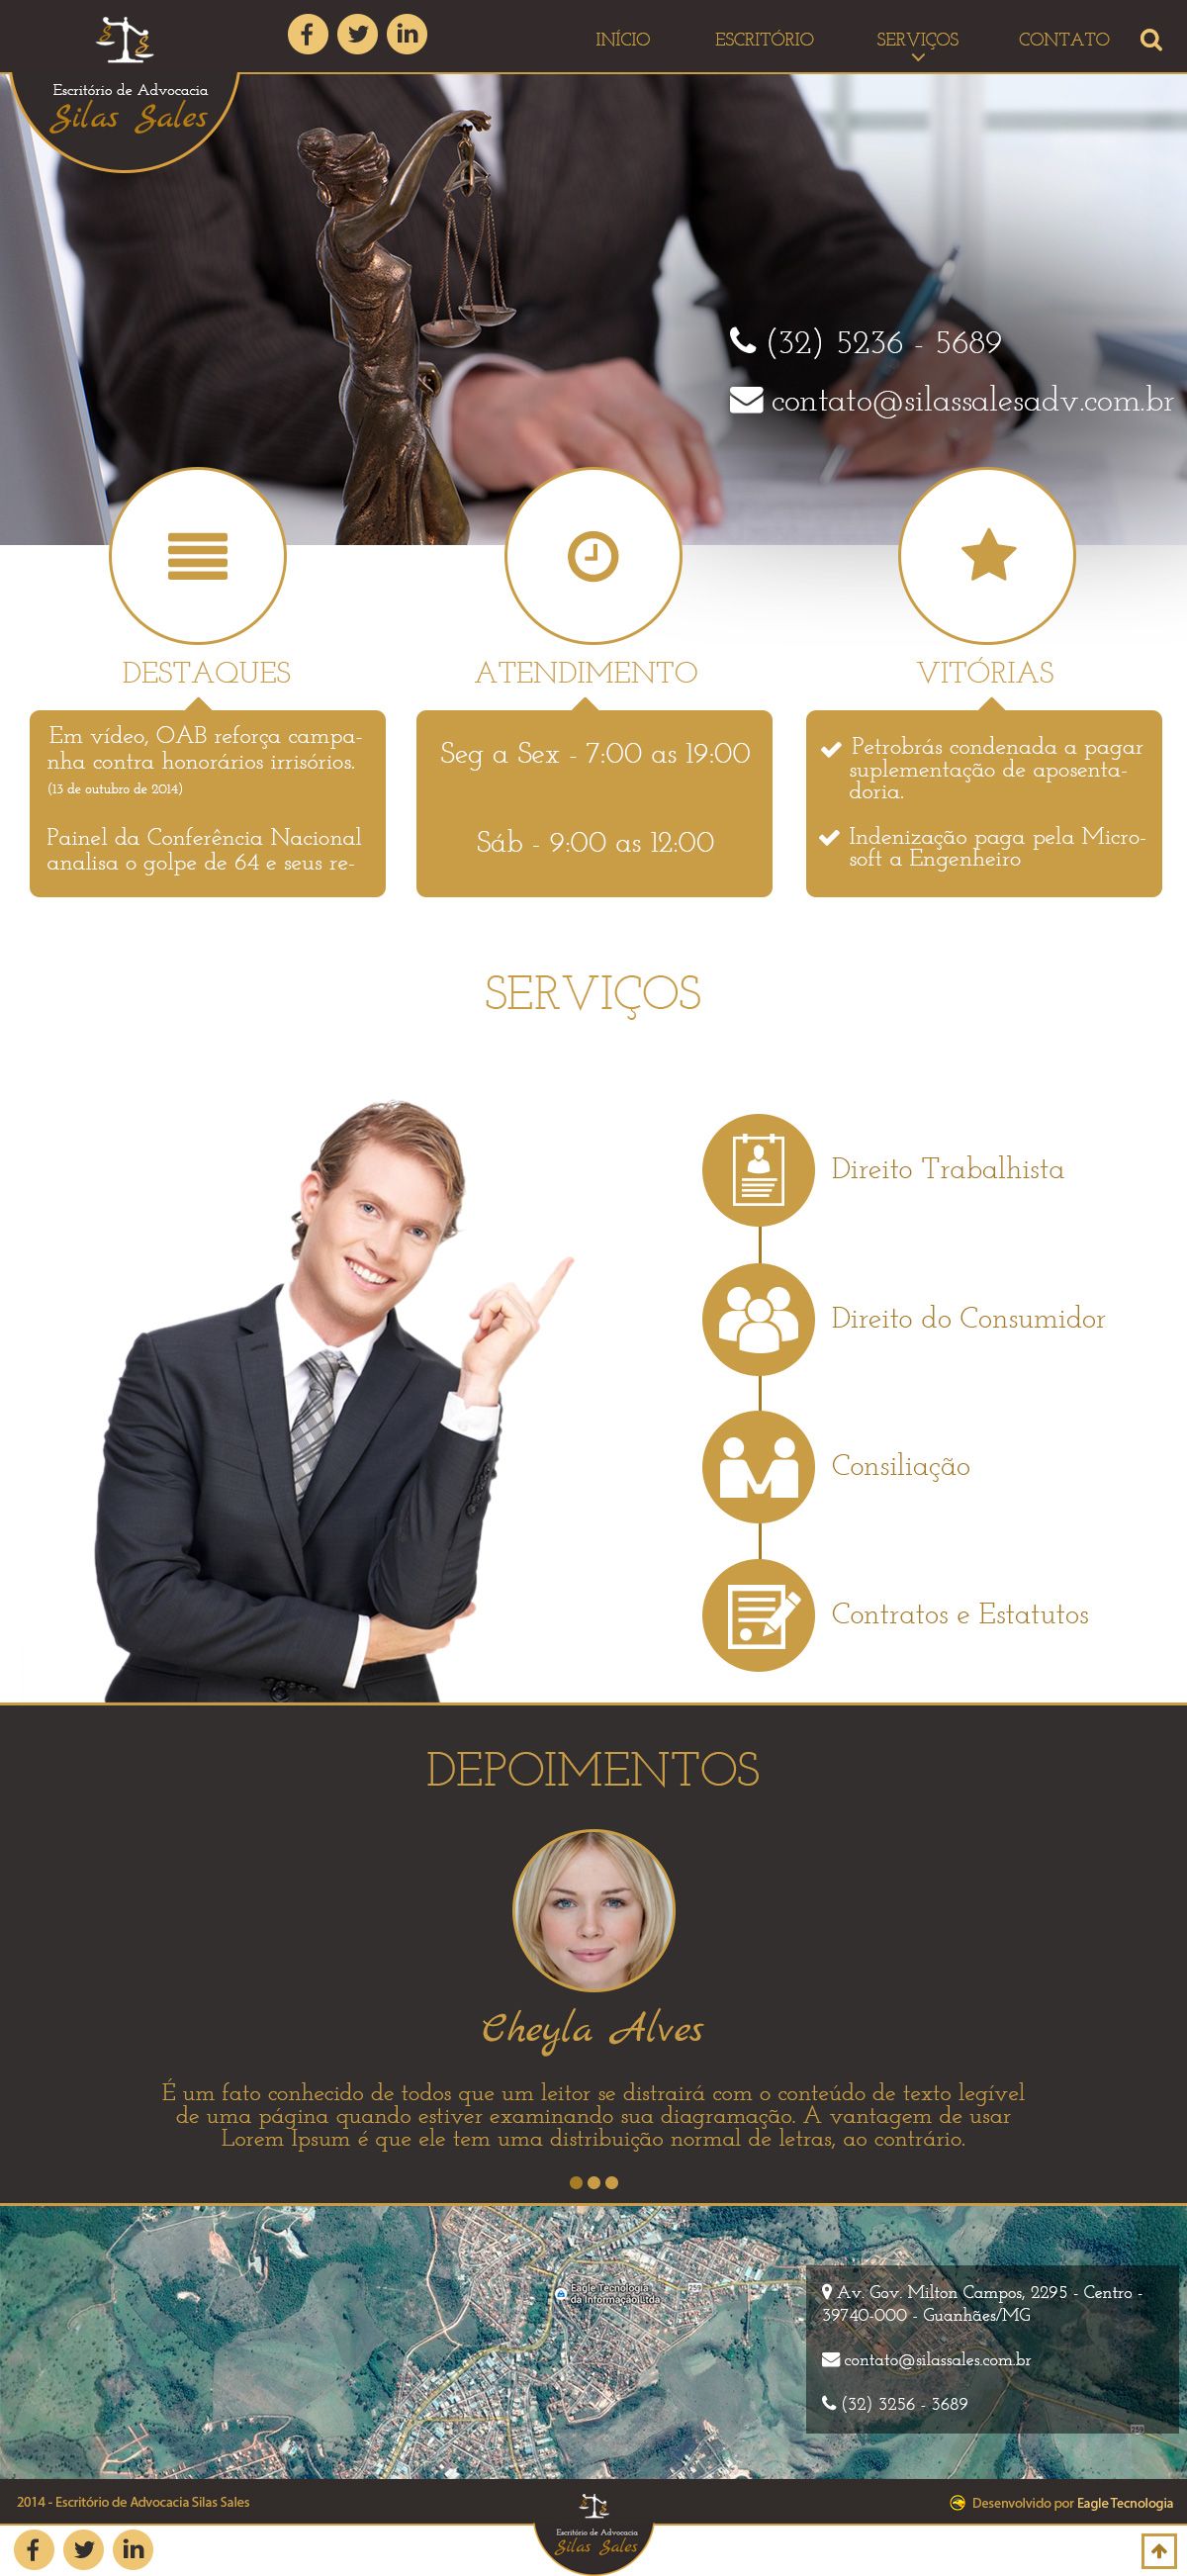 INÍCIO ESCRITÓRIO SERVIÇOS CONTATO
Escritório de Advocacia
Silas Sales
(32) 5236 - 5689
contato@silassalesadv.com.br
DESTAQUES
Em vídeo, OAB reforça campa-
nha contra honorários irrisórios.
(13 de outubro de 2014)
Painel da Conferência Nacional
analisa o golpe de 64 e seus re-
ATENDIMENTO
Seg a Sex - 7:00 as 19:00
Sáb - 9:00 as 12:00
VITÓRIAS
Petrobrás condenada a pagar
suplementação de aposenta-
doria.
Indenização paga pela Micro-
soft a Engenheiro
SERVIÇOS
Direito Trabalhista
Direito do Consumidor
Consiliação
Contratos e Estatutos
DEPOIMENTOS
Cheyla Alves
É um fato conhecido de todos que um leitor se distrairá com o conteúdo de texto legível
de uma página quando estiver examinando sua diagramação. A vantagem de usar
Lorem Ipsum é que ele tem uma distribuição normal de letras, ao contrário.
Eagle Tecnologia
da Informação Ltda
Av. Gov. Milton Campos, 2295 - Centro -
39740-000 - Guanhães/MG
contato@silassales.com.br
(32) 3256 - 3689
2014 - Escritório de Advocacia Silas Sales
Escritório de Advocacia
Silas Sales
Desenvolvido por Eagle Tecnologia